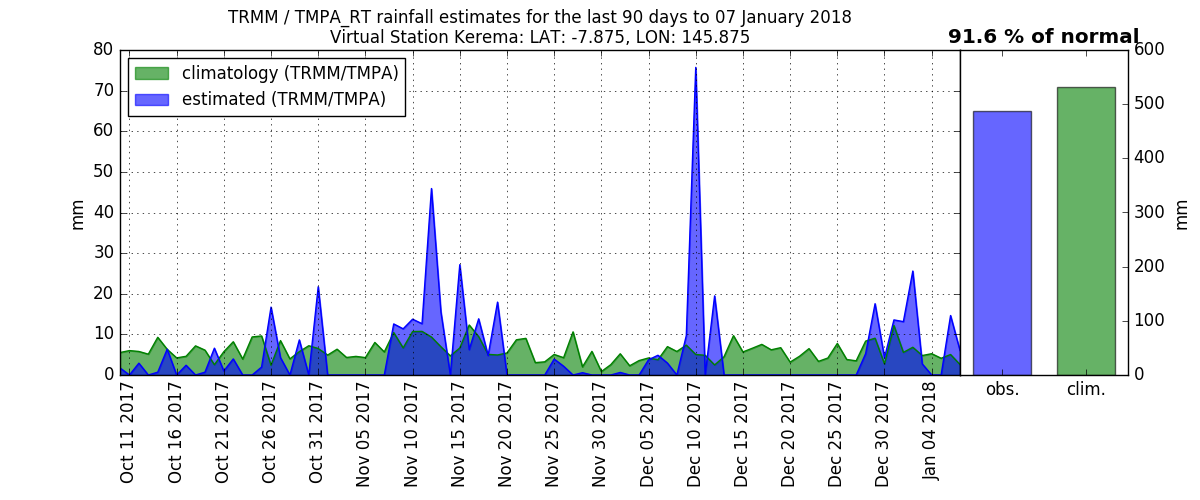 TRMM / TMPA_RT rainfall estimates for the last 90 days to 07 January 2018
Virtual Station Kerema: LAT: -7.875, LON: 145.875
91.6 % of normal
climatology (TRMM/TMPA)
estimated (TRMM/TMPA)
80
70
60
50
40
30
20
10
0
mm
Oct 11 2017
Oct 16 2017
Oct 21 2017
Oct 26 2017
Oct 31 2017
Nov 05 2017
Nov 10 2017
Nov 15 2017
Nov 20 2017
Nov 25 2017
Nov 30 2017
Dec 05 2017
Dec 10 2017
Dec 15 2017
Dec 20 2017
Dec 25 2017
Dec 30 2017
Jan 04 2018
obs.
clim.
600
500
400
300
200
100
0
mm